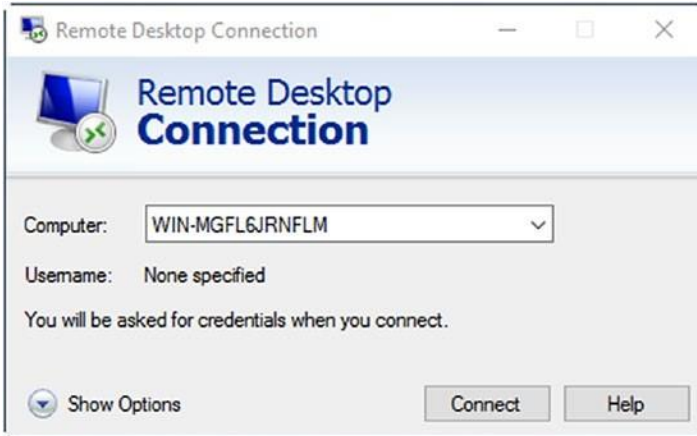 Remote Desktop Connection
Remote Desktop
Connection
Computer: WIN-MGFL6JRNFLM
Username: None specified
You will be asked for credentials when you connect.
Show Options Connect Help